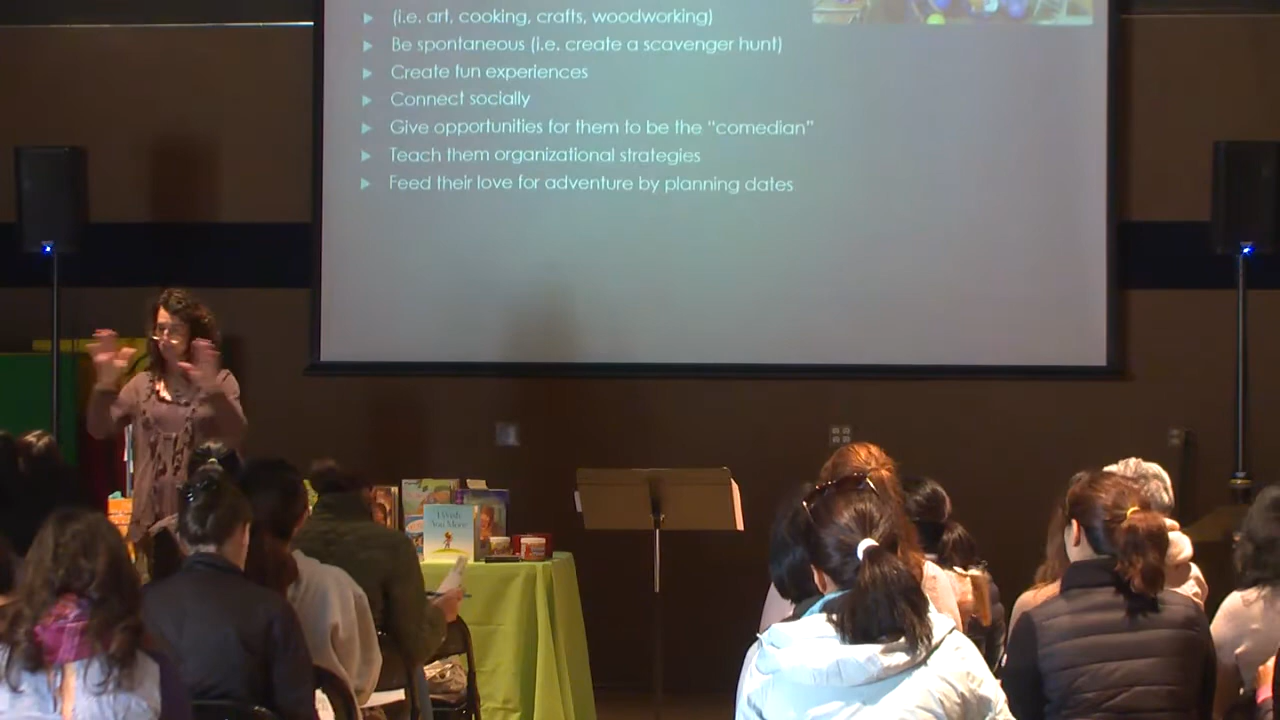 (i.e. art, cooking, crafts, woodworking)
Be spontaneous (i.e. create a scavenger hunt)
Create fun experiences
Connect socially
Give opportunities for them to be the “comedian”
Teach them organizational strategies
Feed their love for adventure by planning dates
I Wish
You More